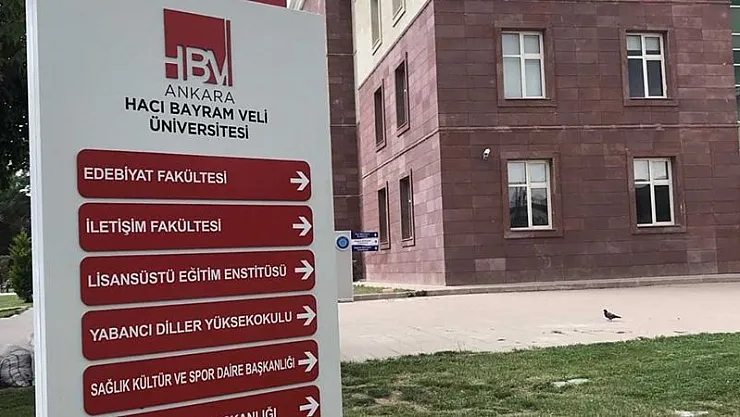 HBV
ANKARA
HACI BAYRAM VELİ
ÜNİVERSİTESİ
EDEBİYAT FAKÜLTESİ
İLETİŞİM FAKÜLTESİ
LİSANSÜSTÜ EĞİTİM ENSTİTÜSÜ
YABANCI DİLLER YÜKSEKOKULU
SAĞLIK KÜLTÜR VE SPOR DAİRE BAŞKANLIĞI